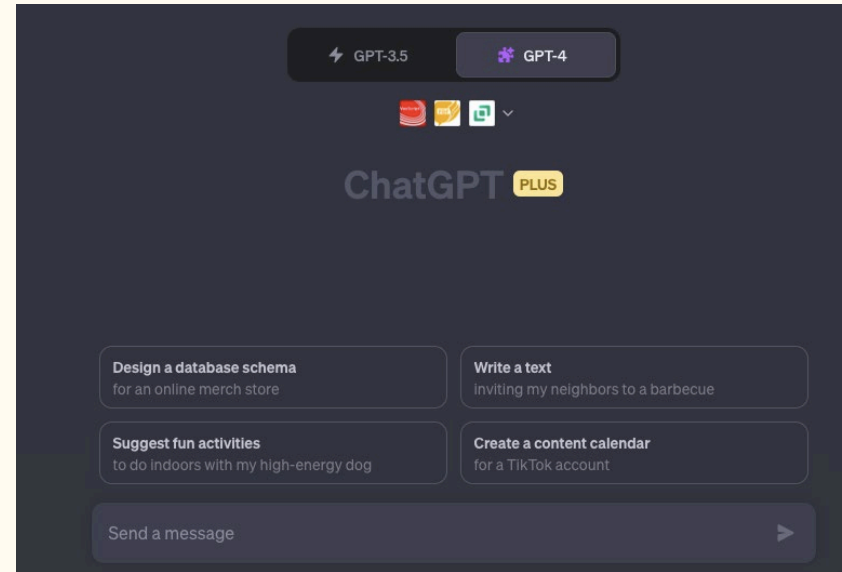 GPT-3.5
GPT-4
ChatGPT PLUS
Design a database schema
for an online merch store
Write a text
inviting my neighbors to a barbecue
Suggest fun activities
to do indoors with my high-energy dog
Create a content calendar
for a TikTok account
Send a message